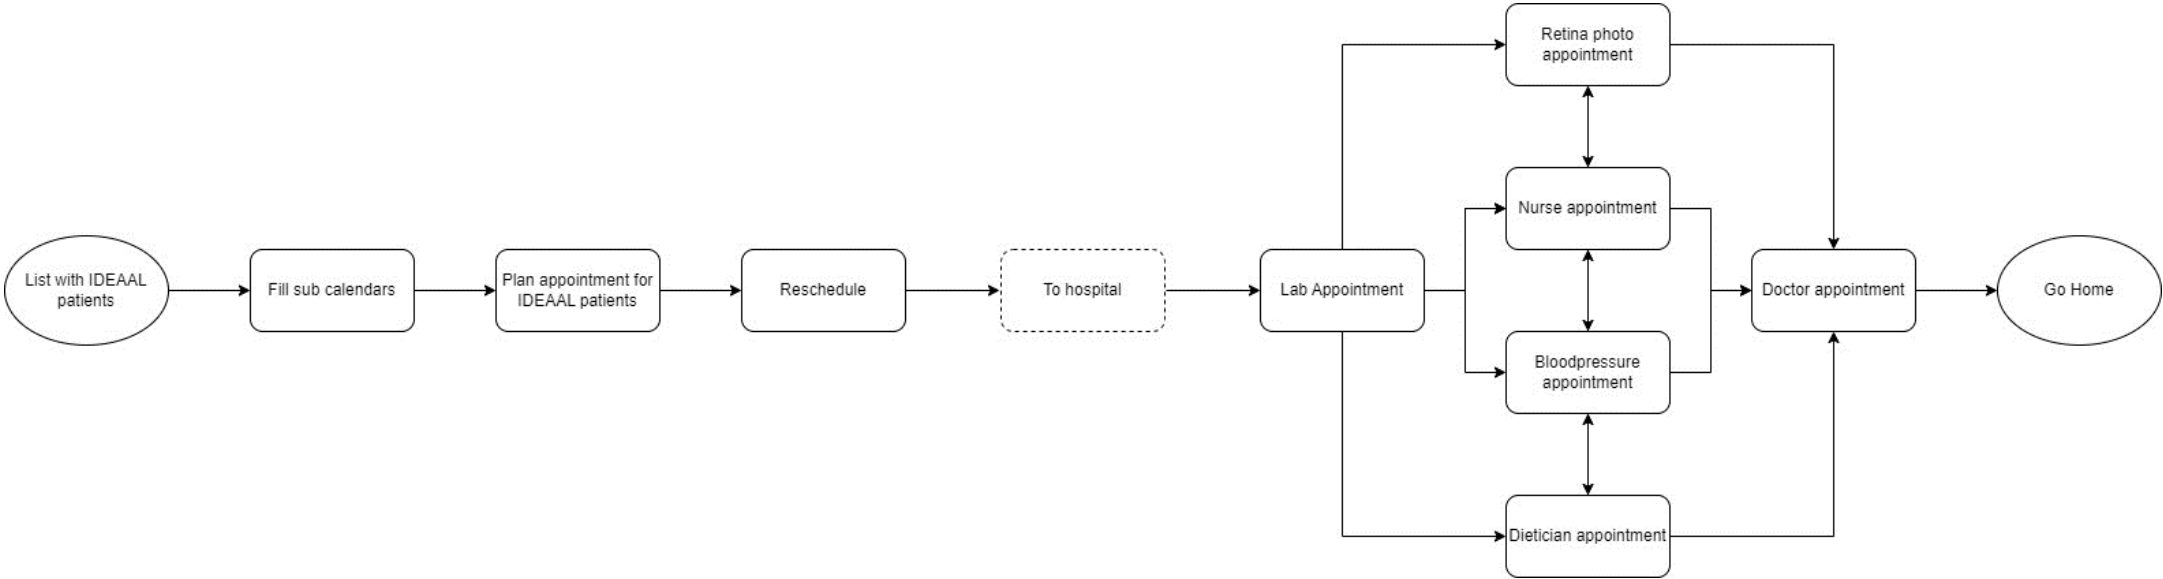 List with IDEAAL
patients
Fill sub calendars
Plan appointment for
IDEAAL patients
Reschedule
To hospital
Lab Appointment
Retina photo
appointment
Nurse appointment
Bloodpressure
appointment
Dietician appointment
Doctor appointment
Go Home